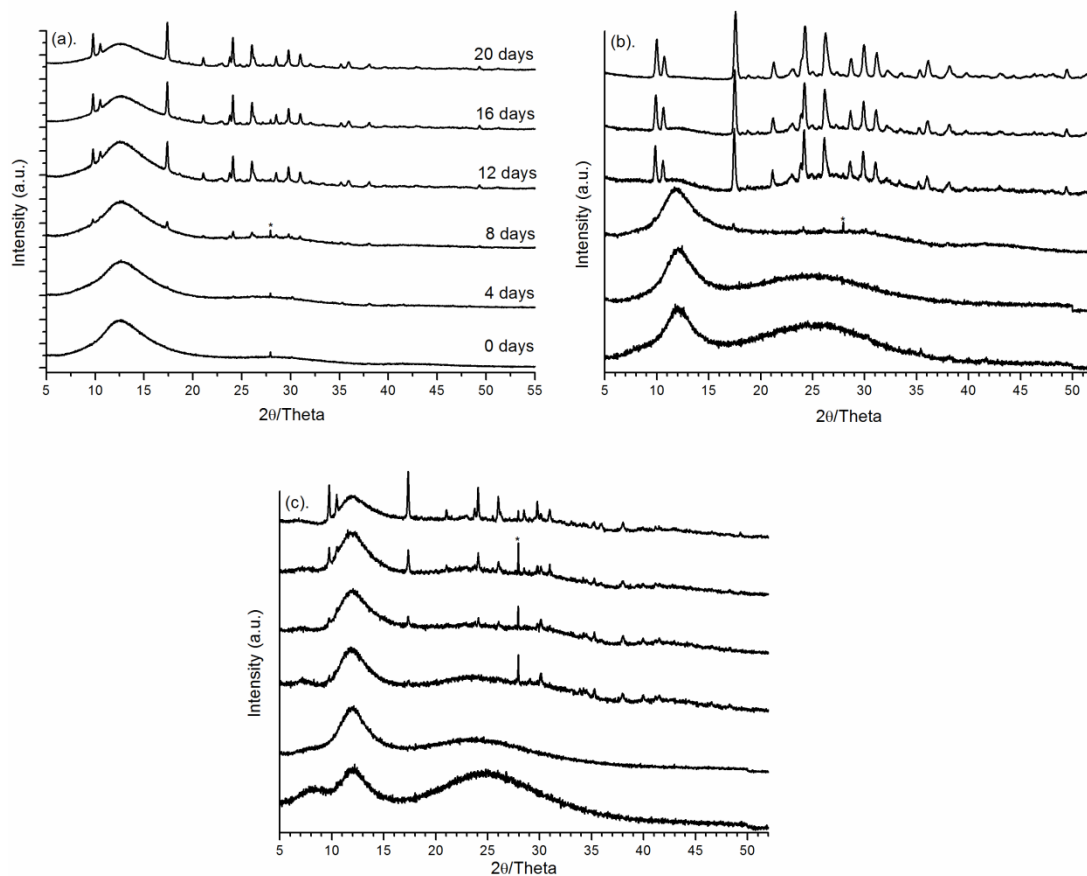 (a).
20 days
16 days
12 days
*
8 days
4 days
0 days
Intensity (a.u.)
5 10 15 20 25 30 35 40 45 50 55
2θ/Theta
(b).
*
Intensity (a.u.)
5 10 15 20 25 30 35 40 45 50
2θ/Theta
(c).
*
Intensity (a.u.)
5 10 15 20 25 30 35 40 45 50
2θ/Theta